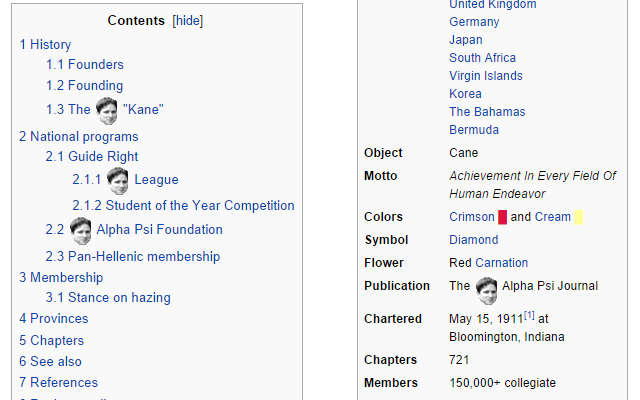 Contents [hide]
1 History
1.1 Founders
1.2 Founding
1.3 The "Kane"
2 National programs
2.1 Guide Right
2.1.1 League
2.1.2 Student of the Year Competition
2.2 Alpha Psi Foundation
2.3 Pan-Hellenic membership
3 Membership
3.1 Stance on hazing
4 Provinces
5 Chapters
6 See also
7 References
United Kingdom
Germany
Japan
South Africa
Virgin Islands
Korea
The Bahamas
Bermuda
Object Cane
Motto Achievement In Every Field Of
Human Endeavor
Colors Crimson and Cream
Symbol Diamond
Flower Red Carnation
Publication The Alpha Psi Journal
Chartered May 15, 1911[1] at
Bloomington, Indiana
Chapters 721
Members 150,000+ collegiate